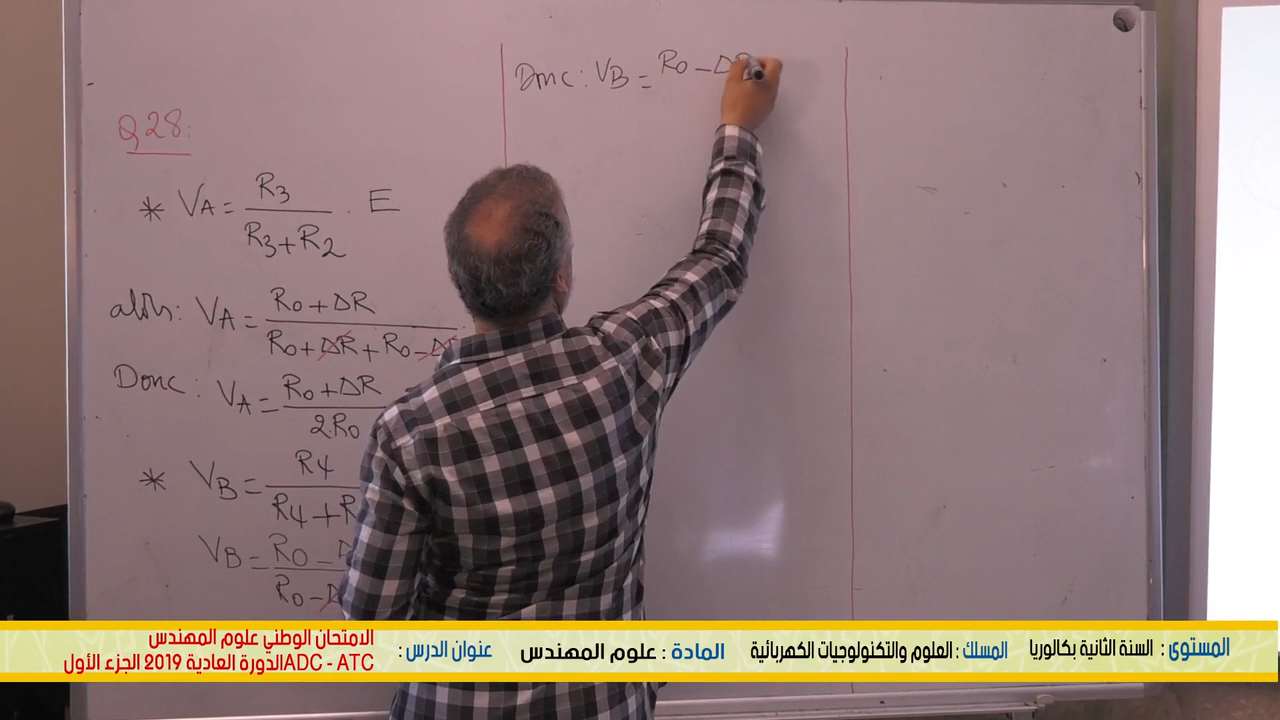 Q28:
* VA = R3 / (R3+R2) . E
alors: VA = (R0+ΔR) / (R0+ΔR+R0-Δ
Donc: VA = (R0+ΔR) / 2.R0
* VB = R4 / (R4+R
VB = (R0-Δ / (R0-Δ
Donc: VB = R0-ΔR
المستوى : السنة الثانية بكالوريا
المسلك : العلوم والتكنولوجيات الكهربائية
المادة : علوم المهندس
عنوان الدرس :
الامتحان الوطني علوم المهندس
ADC - ATC الدورة العادية 2019 الجزء الأول